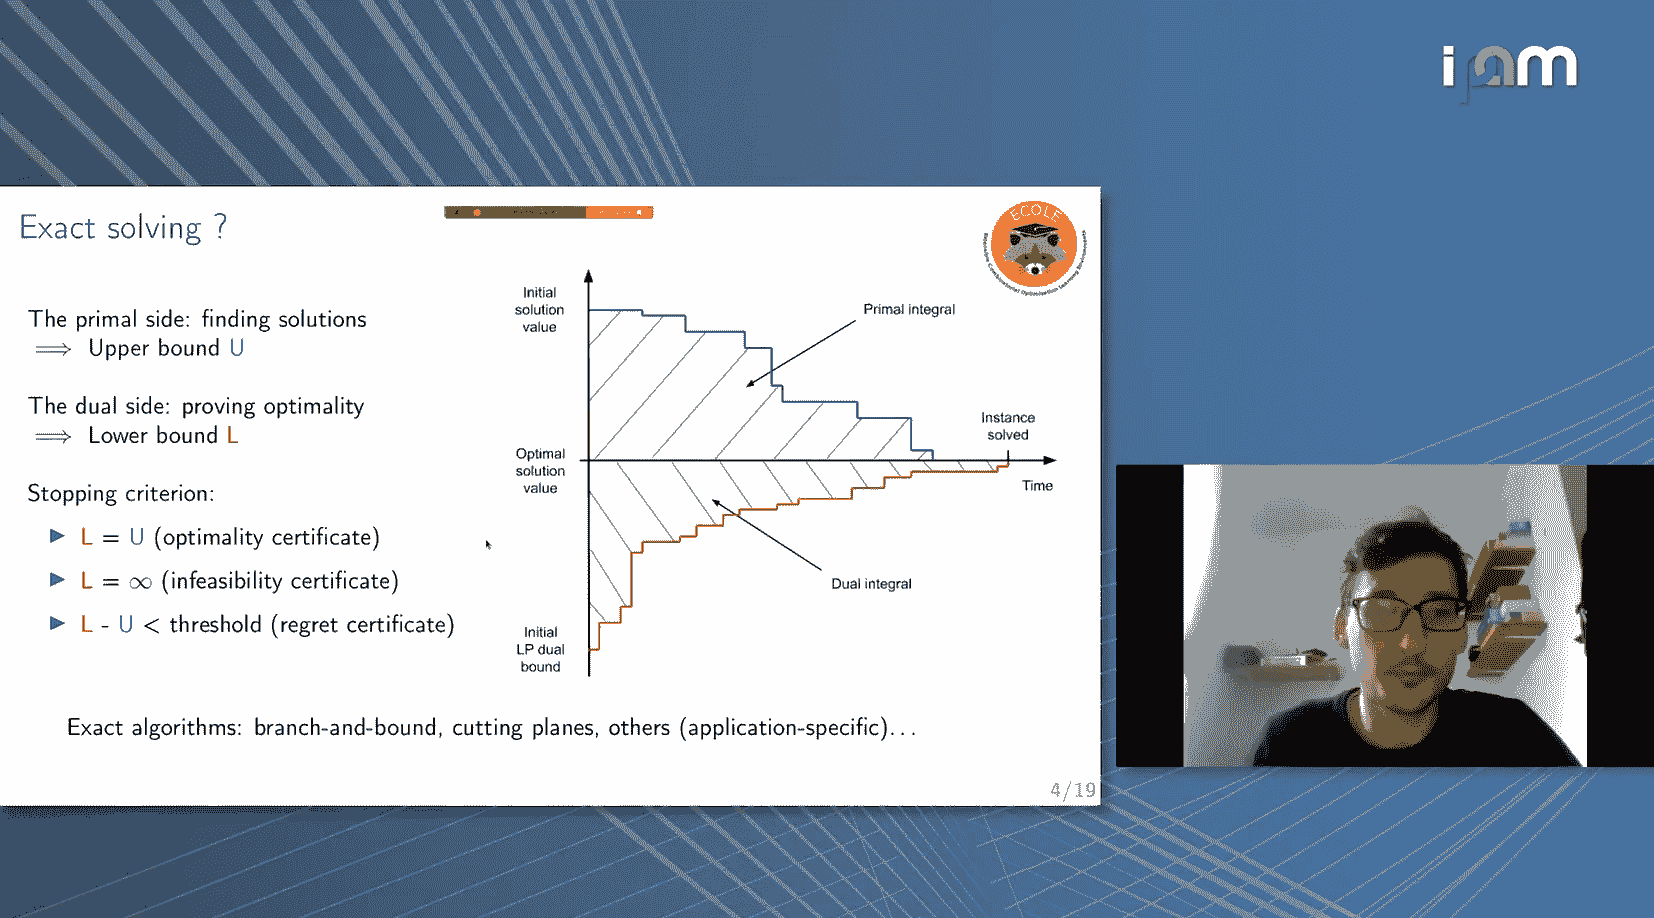 ipam
Exact solving ?
ECOLE
The primal side: finding solutions
⟹ Upper bound U
The dual side: proving optimality
⟹ Lower bound L
Stopping criterion:
L = U (optimality certificate)
L = ∞ (infeasibility certificate)
L - U < threshold (regret certificate)
Initial
solution
value
Primal integral
Instance
solved
Optimal
solution
value
Time
Dual integral
Initial
LP dual
bound
Exact algorithms: branch-and-bound, cutting planes, others (application-specific)...
4/19